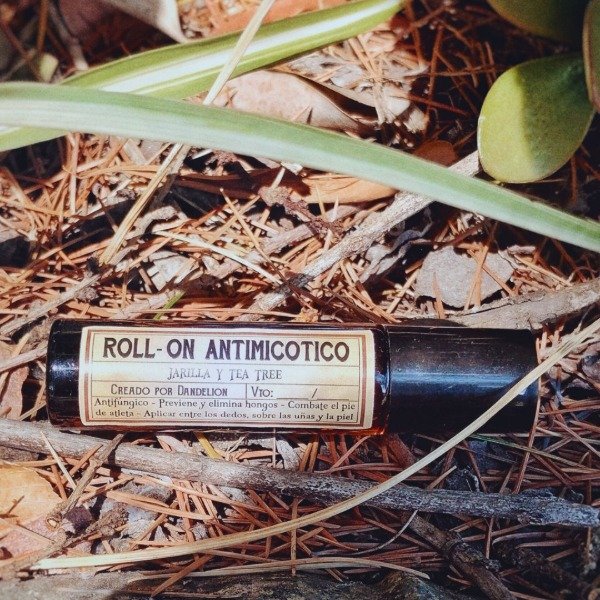 ROLL-ON ANTIMICOTICO
JARILLA Y TEA TREE
CREADO POR DANDELION VTO: /
Antifúngico - Previene y elimina hongos - Combate el pie
de atleta - Aplicar entre los dedos, sobre las uñas y la piel